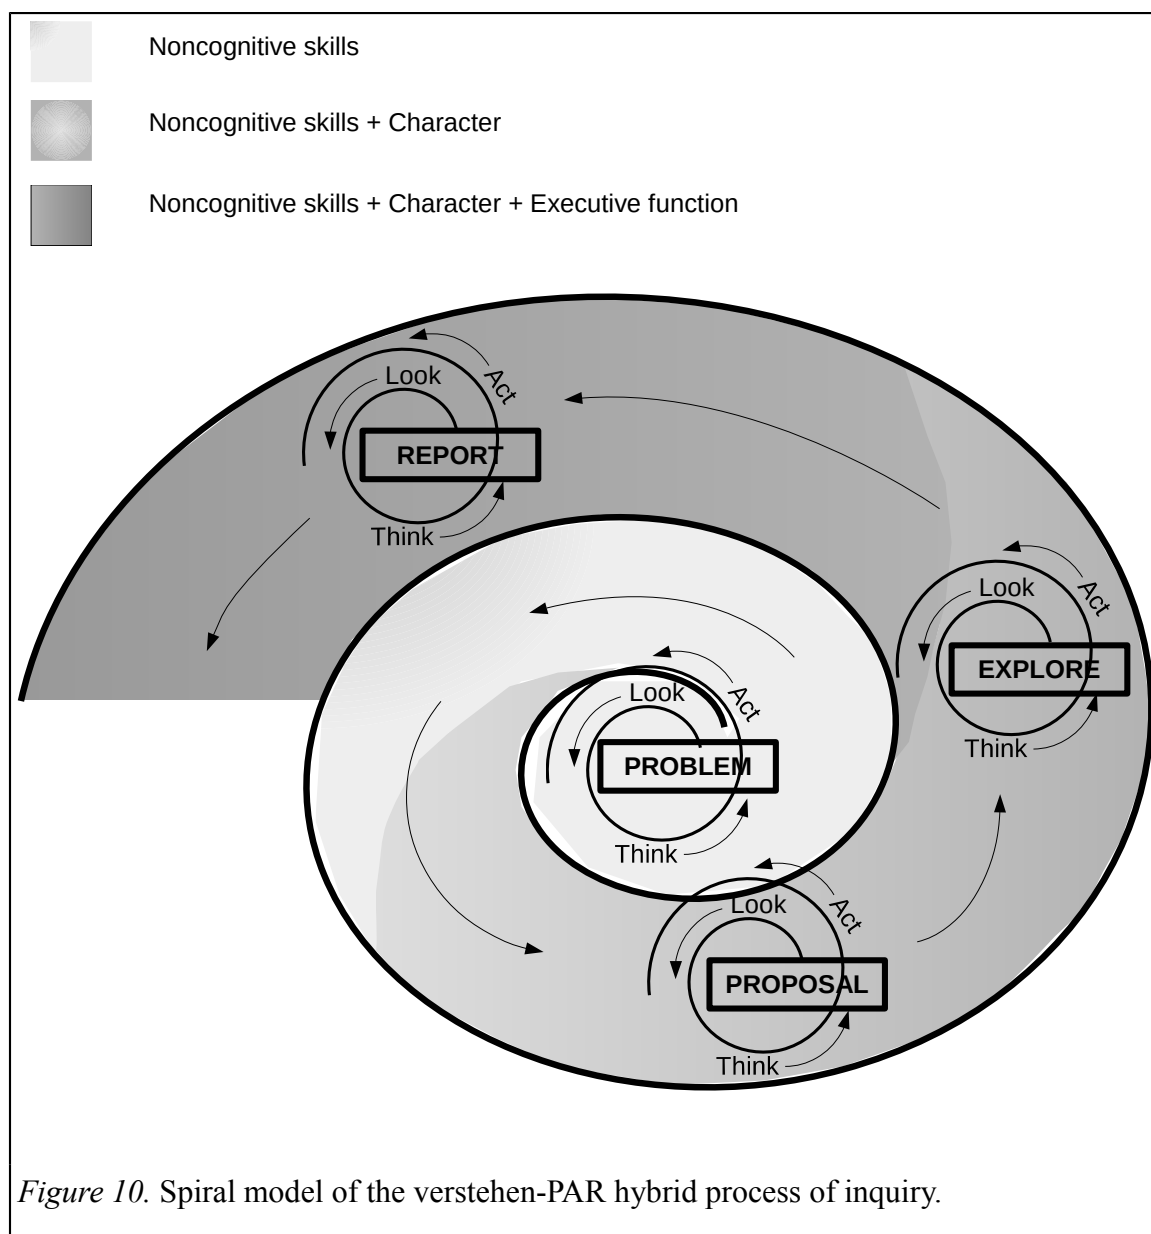 Noncognitive skills
Noncognitive skills + Character
Noncognitive skills + Character + Executive function
Look
Act
REPORT
Think
Look
Act
EXPLORE
Think
Look
Act
PROBLEM
Think
Look
Act
PROPOSAL
Think
Figure 10. Spiral model of the verstehen-PAR hybrid process of inquiry.